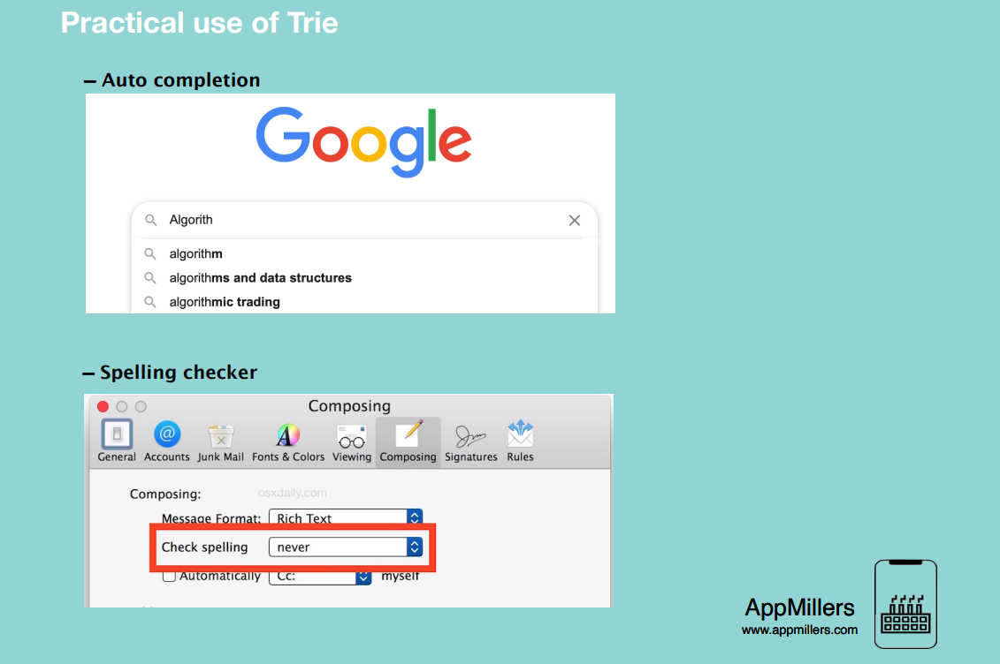 Practical use of Trie
– Auto completion
Google
Algorith
algorithm
algorithms and data structures
algorithmic trading
– Spelling checker
Composing
General Accounts Junk Mail Fonts & Colors Viewing Composing Signatures Rules
Composing:
osxdaily.com
Message Format: Rich Text
Check spelling never
Automatically Cc: myself
AppMillers
www.appmillers.com